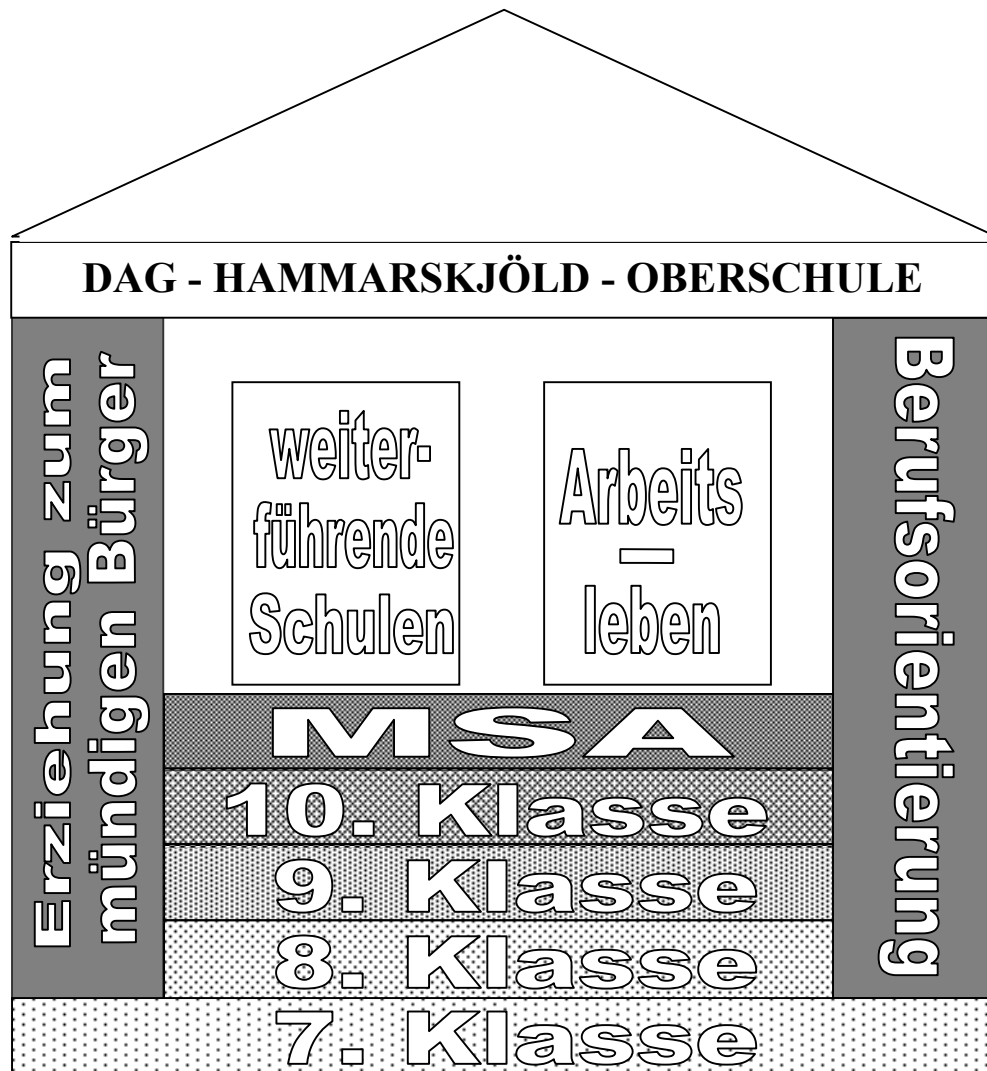 DAG - HAMMARSKJÖLD - OBERSCHULE
Erziehung zum
mündigen Bürger
weiter-
führende
Schulen
Arbeits
—
leben
Berufsorientierung
MSA
10. Klasse
9. Klasse
8. Klasse
7. Klasse